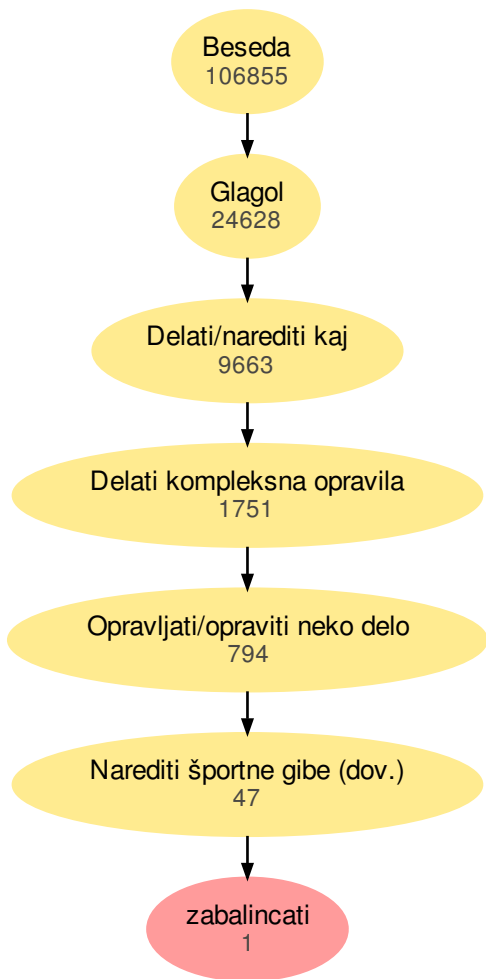 Beseda
106855
Glagol
24628
Delati/narediti kaj
9663
Delati kompleksna opravila
1751
Opravljati/opraviti neko delo
794
Narediti športne gibe (dov.)
47
zabalincati
1